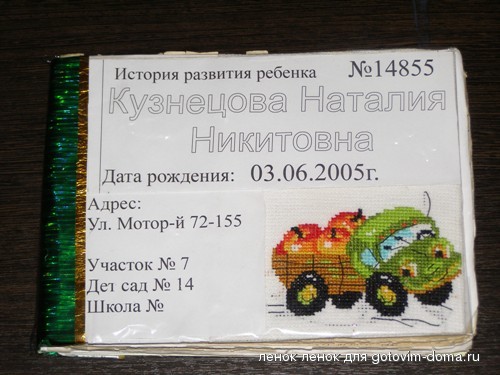 История развития ребенка №14855
Кузнецова Наталия
Никитовна
Дата рождения: 03.06.2005г.
Адрес:
Ул. Мотор-й 72-155
Участок № 7
Дет сад № 14
Школа №
ленок-ленок для gotovim-doma.ru